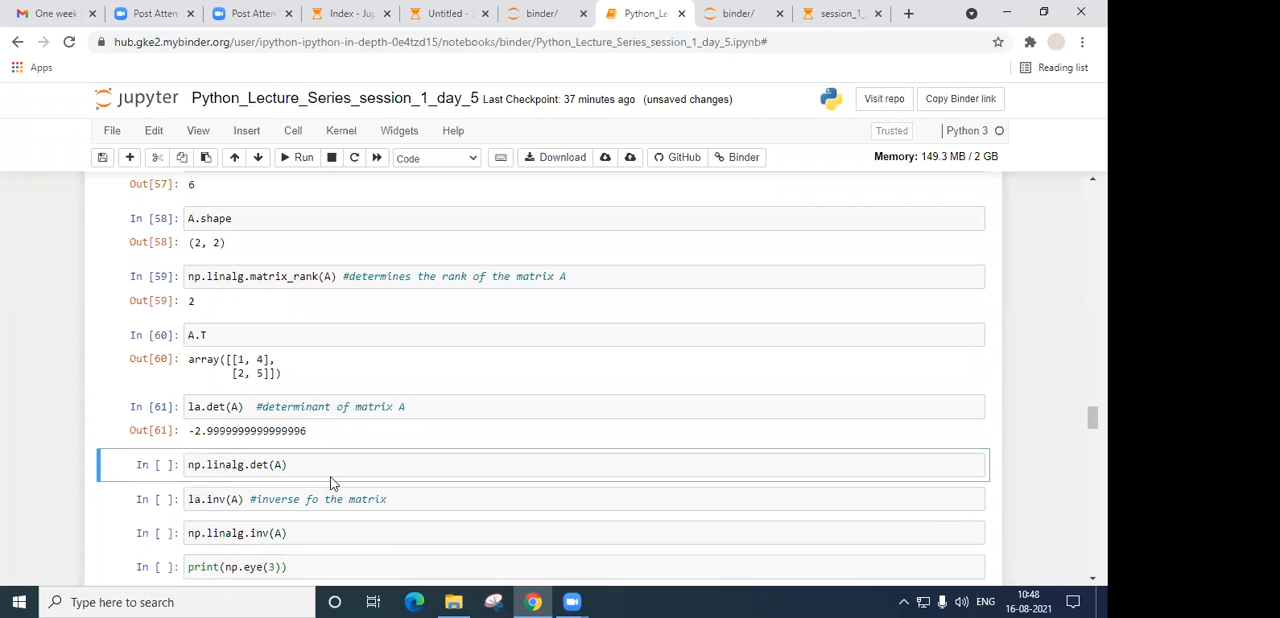 One week
Post Atten
Post Atten
Index - Ju
Untitled -
binder/
Python_Le
binder/
session_1_
hub.gke2.mybinder.org/user/ipython-ipython-in-depth-0e4tzd15/notebooks/binder/Python_Lecture_Series_session_1_day_5.ipynb#
Apps
Reading list
jupyter Python_Lecture_Series_session_1_day_5 Last Checkpoint: 37 minutes ago (unsaved changes)
Visit repo
Copy Binder link
File Edit View Insert Cell Kernel Widgets Help
Trusted
Python 3
Run
Code
Download
GitHub
Binder
Memory: 149.3 MB / 2 GB
Out[57]: 6
In [58]: A.shape
Out[58]: (2, 2)
In [59]: np.linalg.matrix_rank(A) #determines the rank of the matrix A
Out[59]: 2
In [60]: A.T
Out[60]: array([[1, 4],
[2, 5]])
In [61]: la.det(A)  #determinant of matrix A
Out[61]: -2.9999999999999996
In [ ]: np.linalg.det(A)
In [ ]: la.inv(A) #inverse fo the matrix
In [ ]: np.linalg.inv(A)
In [ ]: print(np.eye(3))
Type here to search
ENG
10:48
16-08-2021